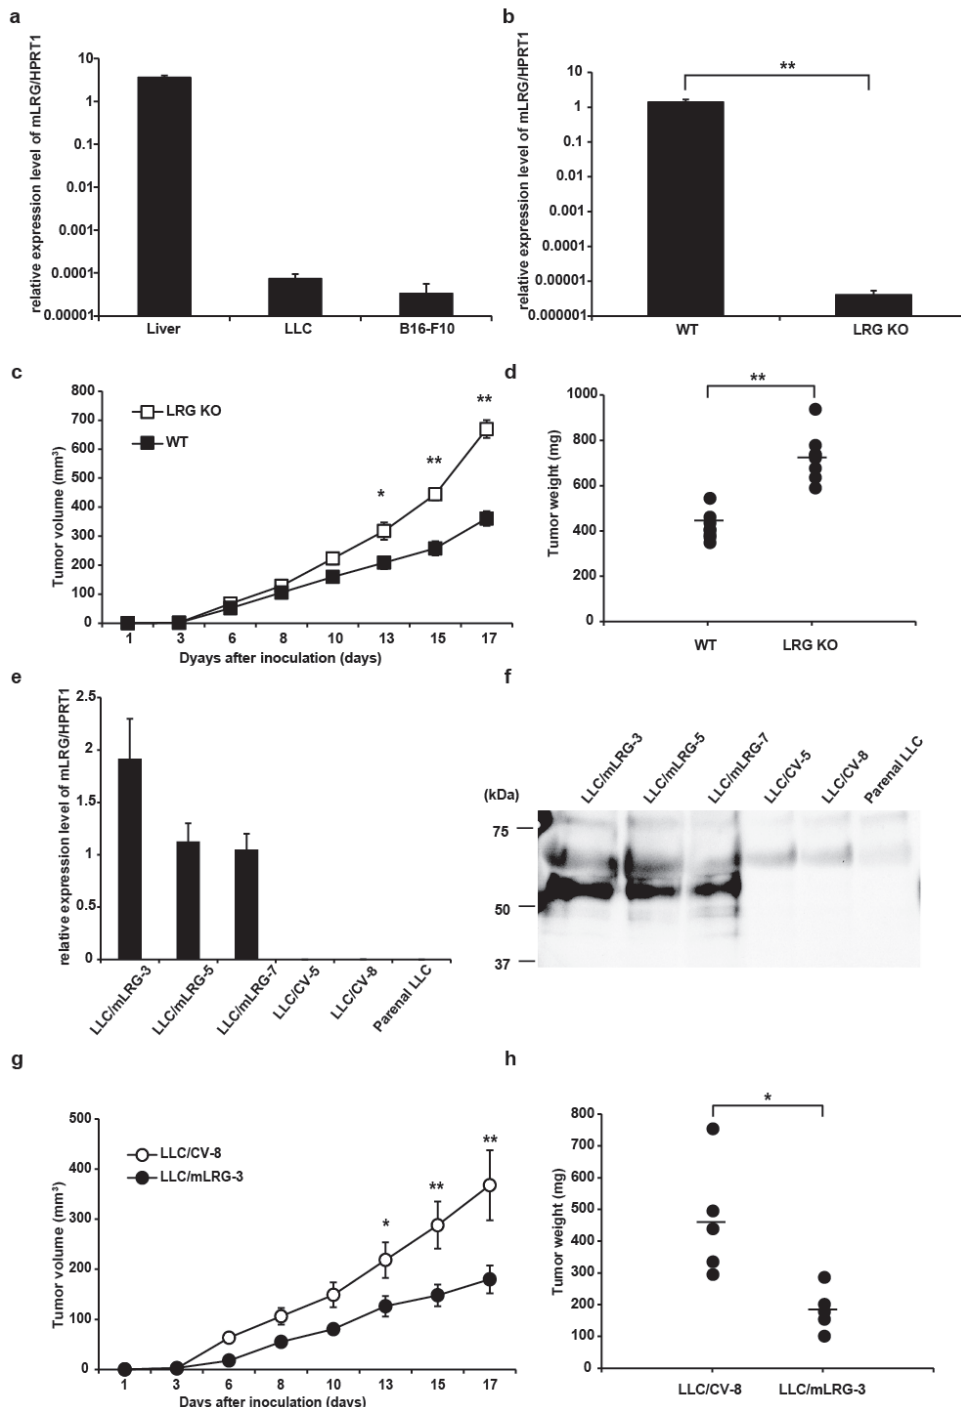 a
relative expression level of mLRG/HPRT1
10
1
0.1
0.01
0.001
0.0001
0.00001
Liver
LLC
B16-F10
b
relative expression level of mLRG/HPRT1
10
1
0.1
0.01
0.001
0.0001
0.00001
0.000001
**
WT
LRG KO
c
Tumor volume (mm³)
800
700
600
500
400
300
200
100
0
LRG KO
WT
*
**
**
1 3 6 8 10 13 15 17
Dyays after inoculation (days)
d
Tumor weight (mg)
1000
800
600
400
200
0
**
WT
LRG KO
e
relative expression level of mLRG/HPRT1
2.5
2
1.5
1
0.5
0
LLC/mLRG-3
LLC/mLRG-5
LLC/mLRG-7
LLC/CV-5
LLC/CV-8
Parenal LLC
f
LLC/mLRG-3
LLC/mLRG-5
LLC/mLRG-7
LLC/CV-5
LLC/CV-8
Parenal LLC
(kDa)
75
50
37
g
Tumor volume (mm³)
500
400
300
200
100
0
LLC/CV-8
LLC/mLRG-3
*
**
**
1 3 6 8 10 13 15 17
Days after inoculation (days)
h
Tumor weight (mg)
800
700
600
500
400
300
200
100
0
*
LLC/CV-8
LLC/mLRG-3